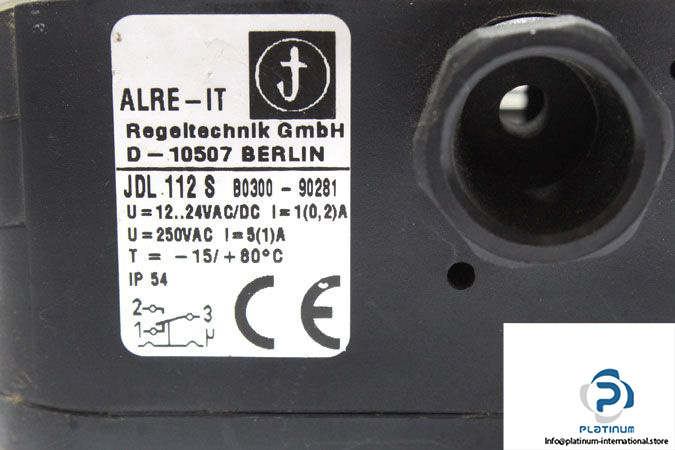 ALRE-IT
Regeltechnik GmbH
D-10507 BERLIN
JDL 112 S B0300 - 90281
U=12..24VAC/DC I=1(0,2)A
U=250VAC I=5(1)A
T = -15/+80°C
IP 54
2
1 3
μ
CE
PLATINUM
Info@platinum-international.store